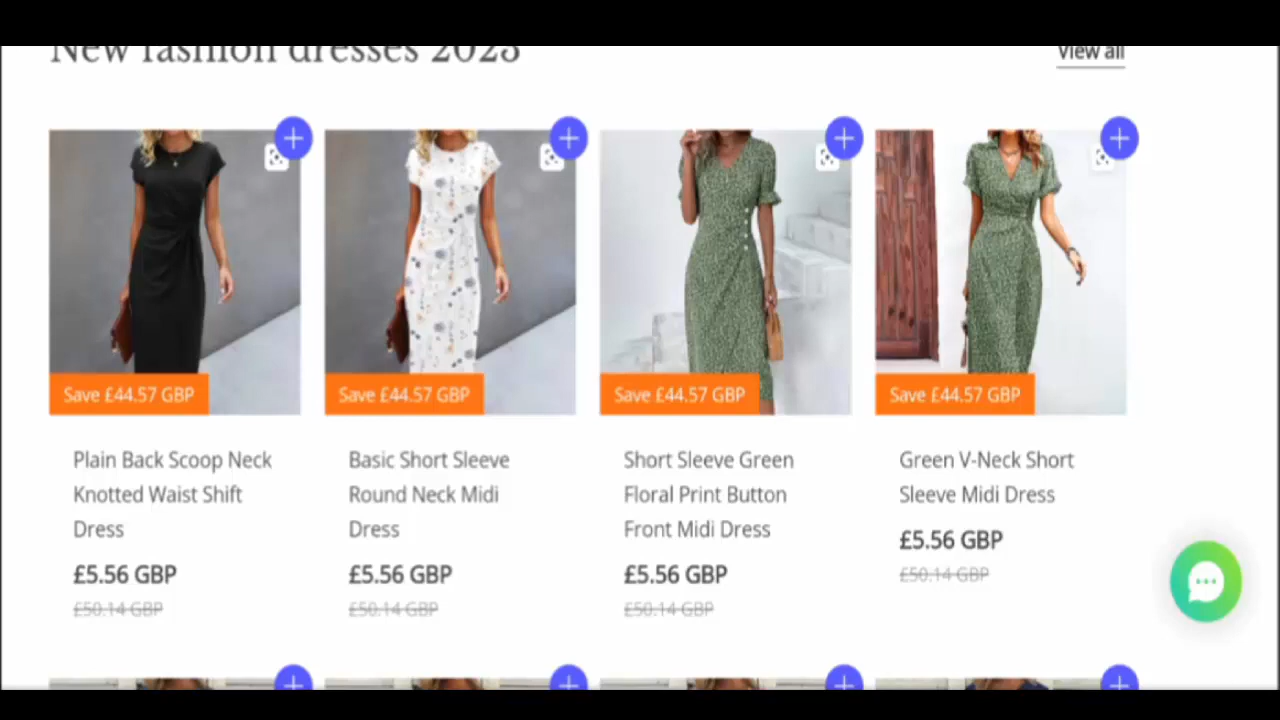 New fashion dresses 2023
View all
Save £44.57 GBP
Save £44.57 GBP
Save £44.57 GBP
Save £44.57 GBP
Plain Back Scoop Neck
Knotted Waist Shift
Dress
£5.56 GBP
£50.14 GBP
Basic Short Sleeve
Round Neck Midi
Dress
£5.56 GBP
£50.14 GBP
Short Sleeve Green
Floral Print Button
Front Midi Dress
£5.56 GBP
£50.14 GBP
Green V-Neck Short
Sleeve Midi Dress
£5.56 GBP
£50.14 GBP